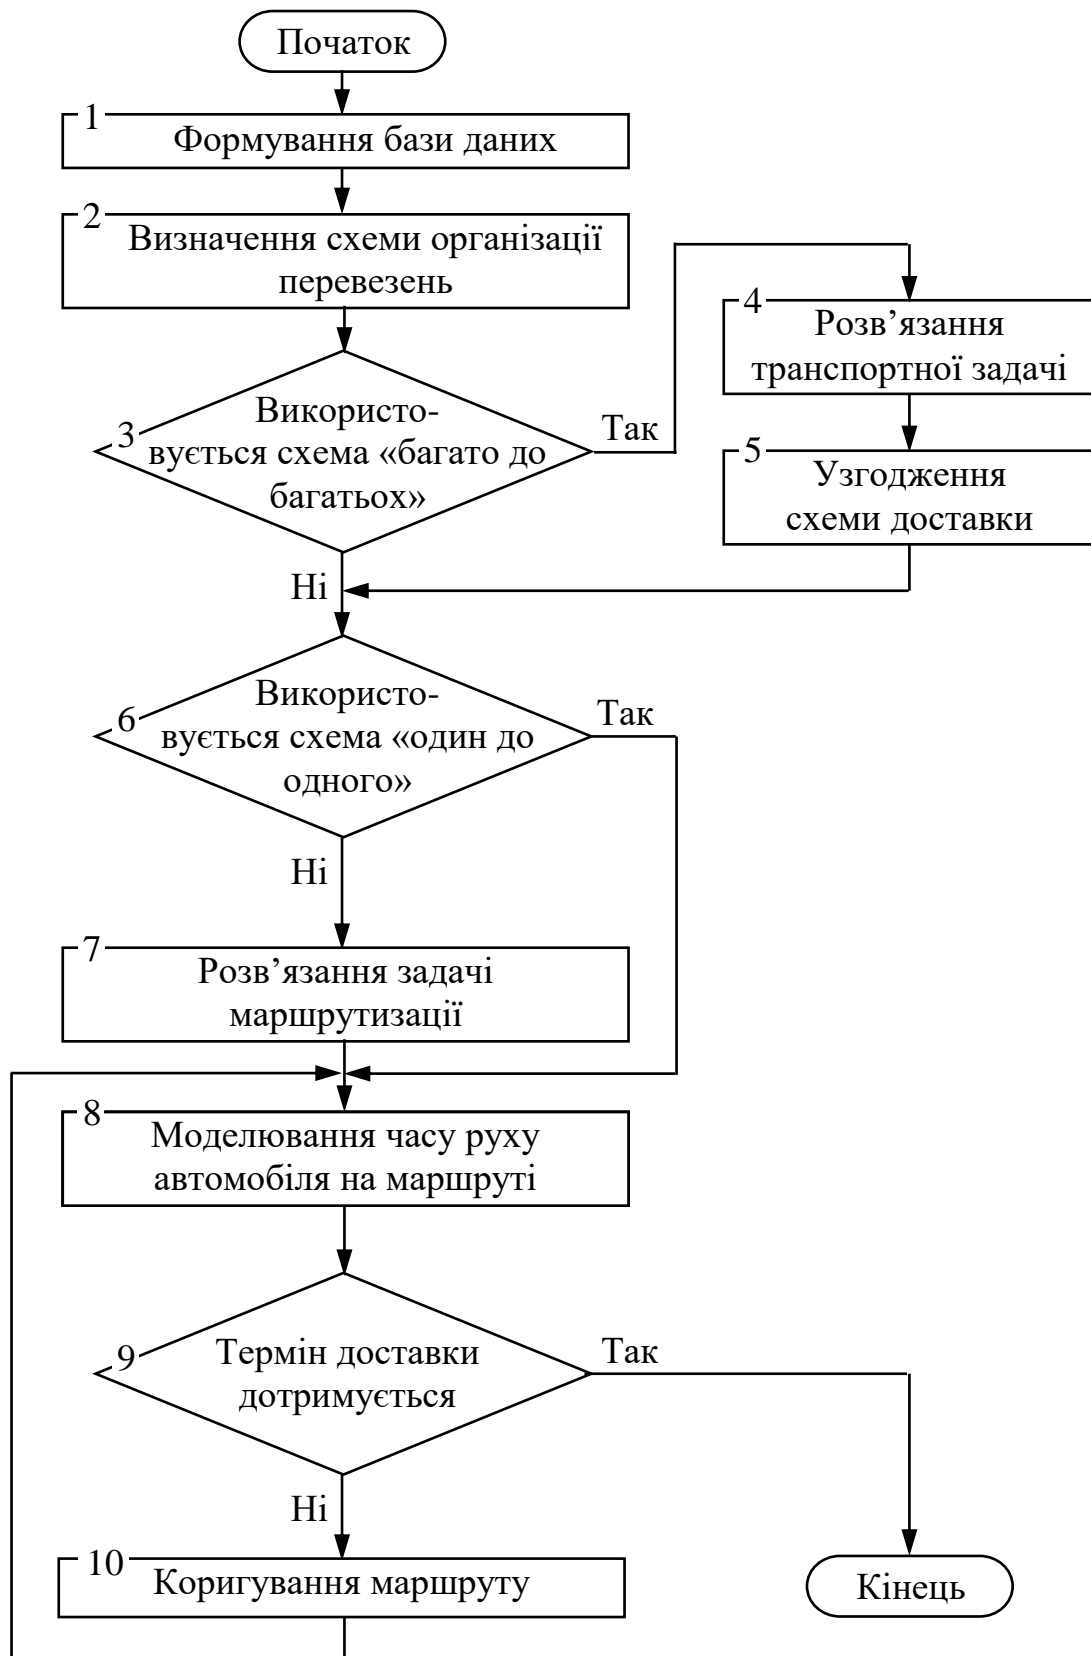 Початок
1
Формування бази даних
2
Визначення схеми організації
перевезень
3
Використо-
вується схема «багато до
багатьох»
Так
4
Розв’язання
транспортної задачі
5
Узгодження
схеми доставки
Ні
6
Використо-
вується схема «один до
одного»
Так
Ні
7
Розв’язання задачі
маршрутизації
8
Моделювання часу руху
автомобіля на маршруті
9
Термін доставки
дотримується
Так
Ні
10
Коригування маршруту
Кінець